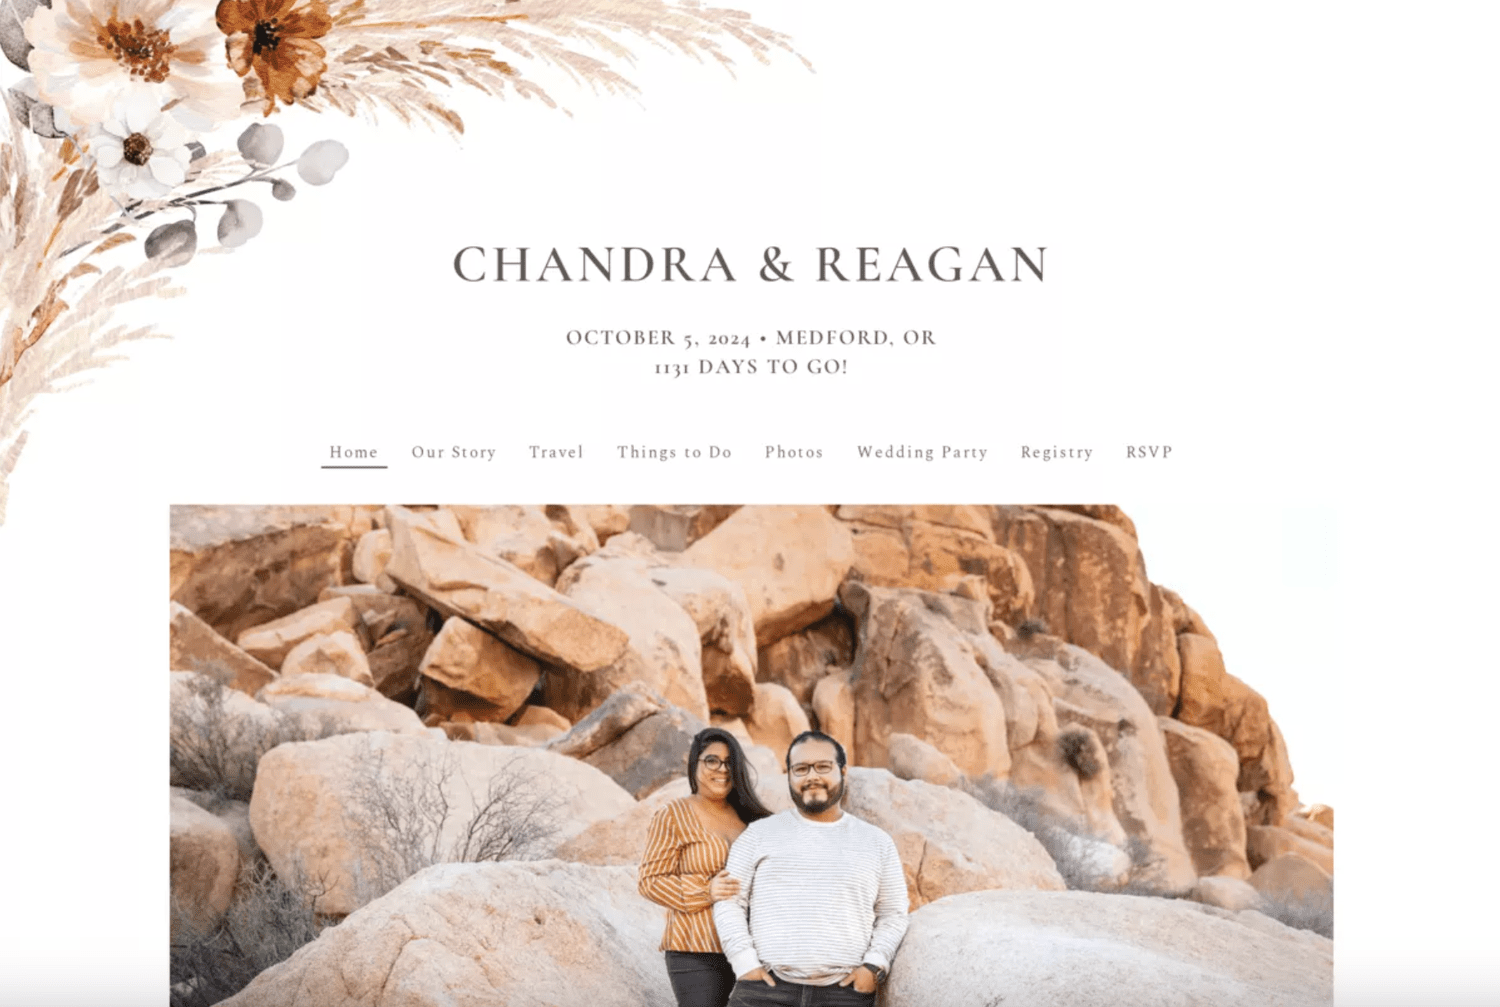 CHANDRA & REAGAN
OCTOBER 5, 2024 • MEDFORD, OR
1131 DAYS TO GO!
Home Our Story Travel Things to Do Photos Wedding Party Registry RSVP